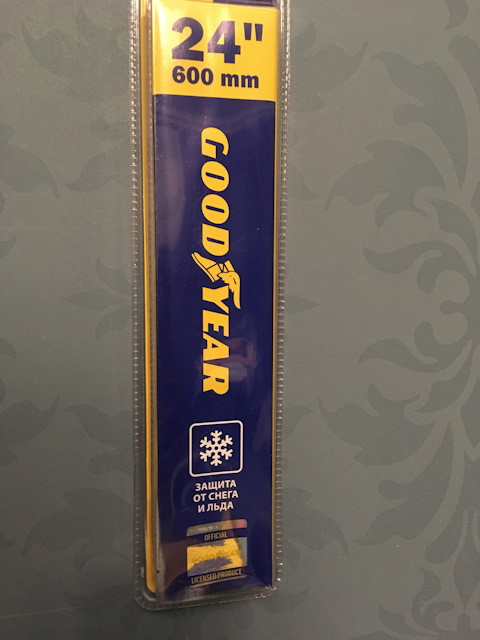 24"
600 mm
GOODYEAR
ЗАЩИТА
ОТ СНЕГА
И ЛЬДА
OFFICIAL
LICENSED PRODUCT